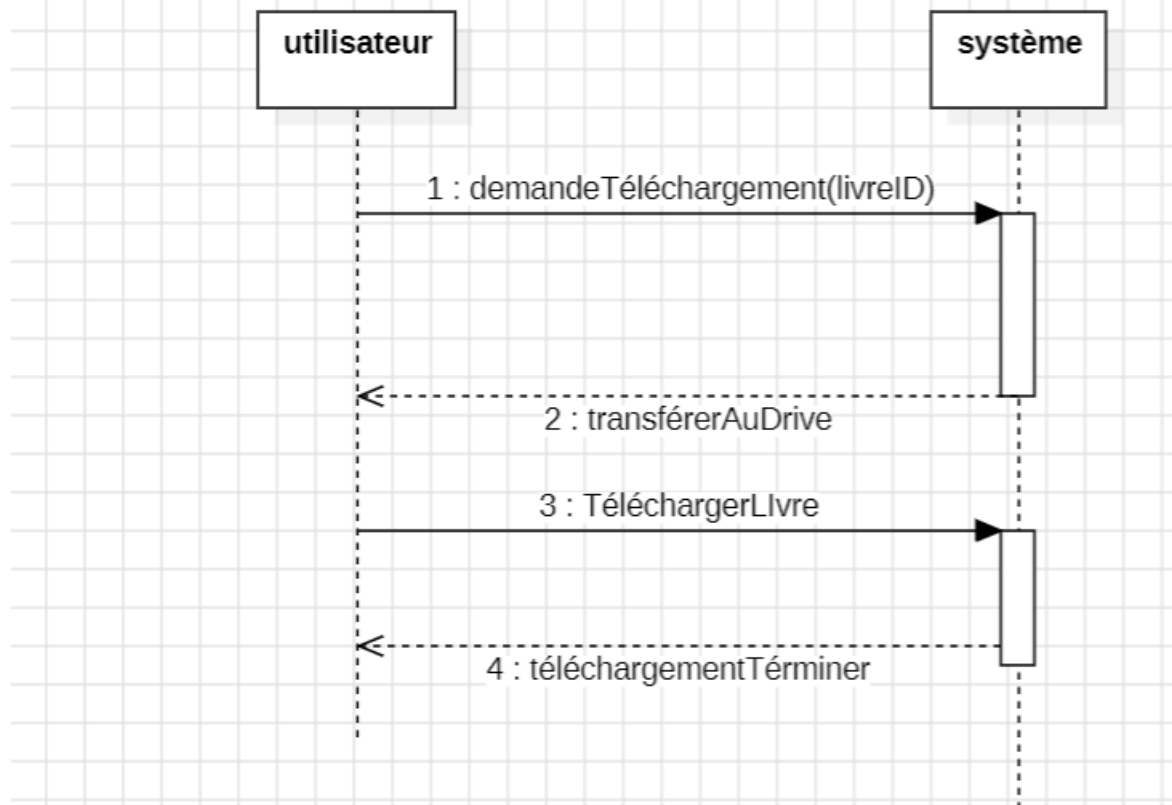 utilisateur
système
1 : demandeTéléchargement(livreID)
2 : transférerAuDrive
3 : TéléchargerLIvre
4 : téléchargementTérminer